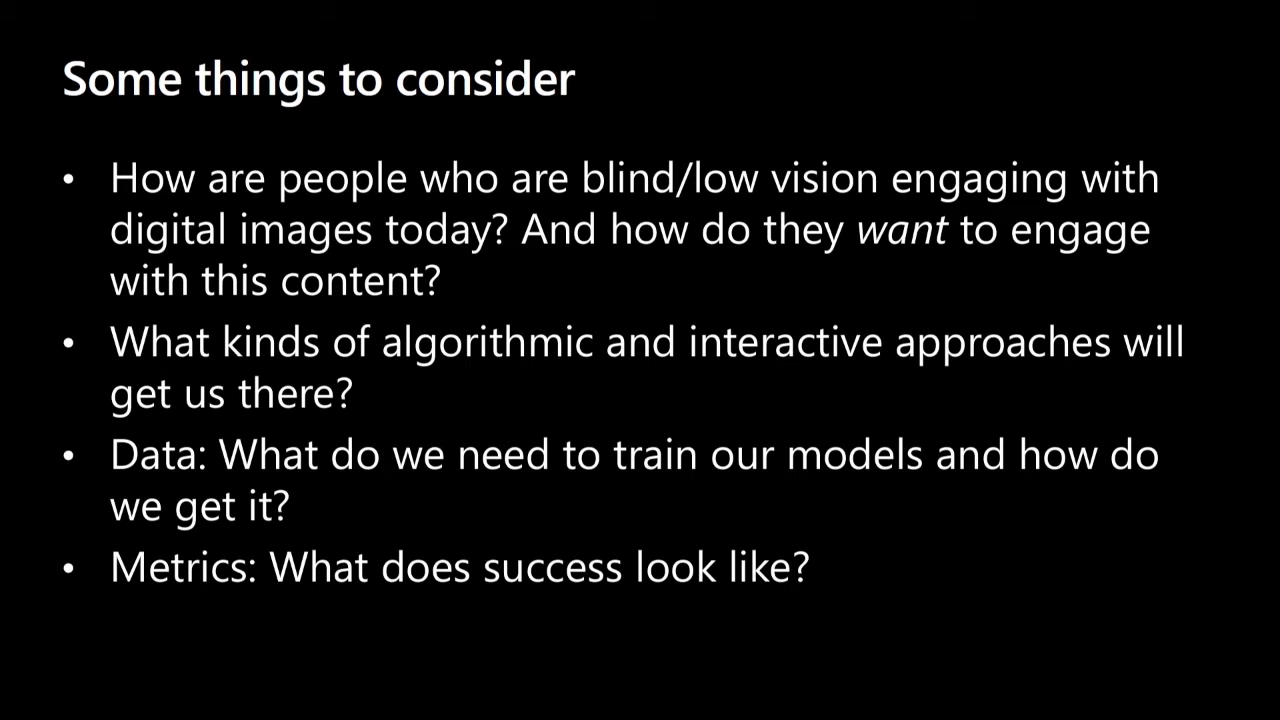 Some things to consider
• How are people who are blind/low vision engaging with
digital images today? And how do they want to engage
with this content?
• What kinds of algorithmic and interactive approaches will
get us there?
• Data: What do we need to train our models and how do
we get it?
• Metrics: What does success look like?